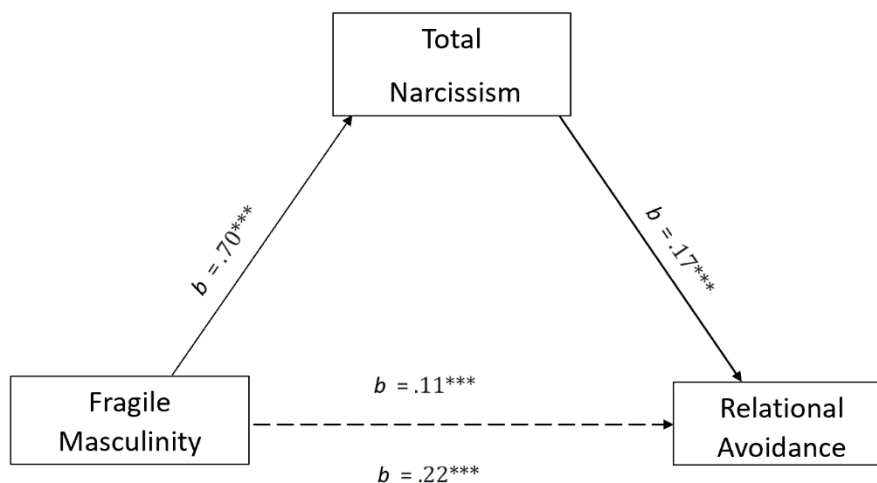 Total
Narcissism
b = .70***
b = .17***
b = .11***
Fragile
Masculinity
Relational
Avoidance
b = .22***